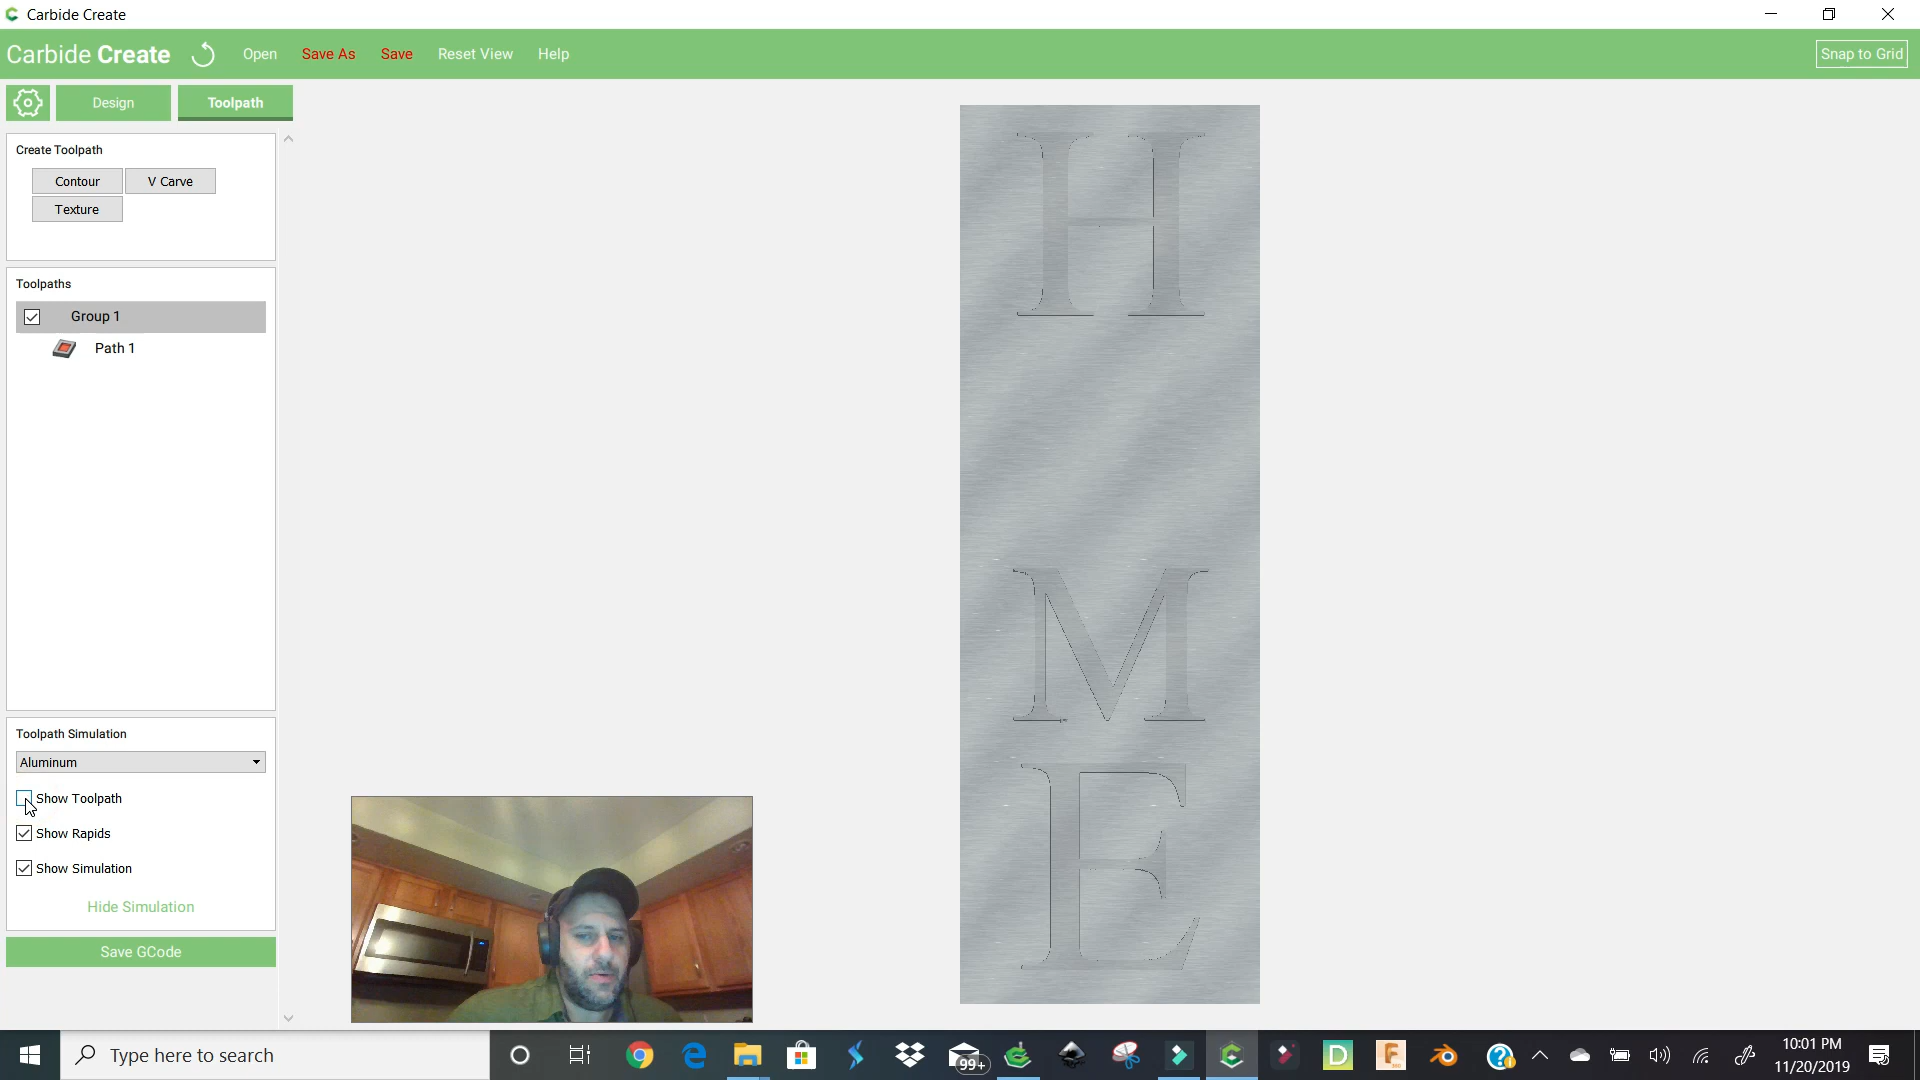 Carbide Create
Carbide Create Open Save As Save Reset View Help Snap to Grid
Design Toolpath
Create Toolpath
Contour V Carve
Texture
Toolpaths
Group 1
Path 1
Toolpath Simulation
Aluminum
Show Toolpath
Show Rapids
Show Simulation
Hide Simulation
Save GCode
H
M
E
Type here to search
99+
10:01 PM
11/20/2019